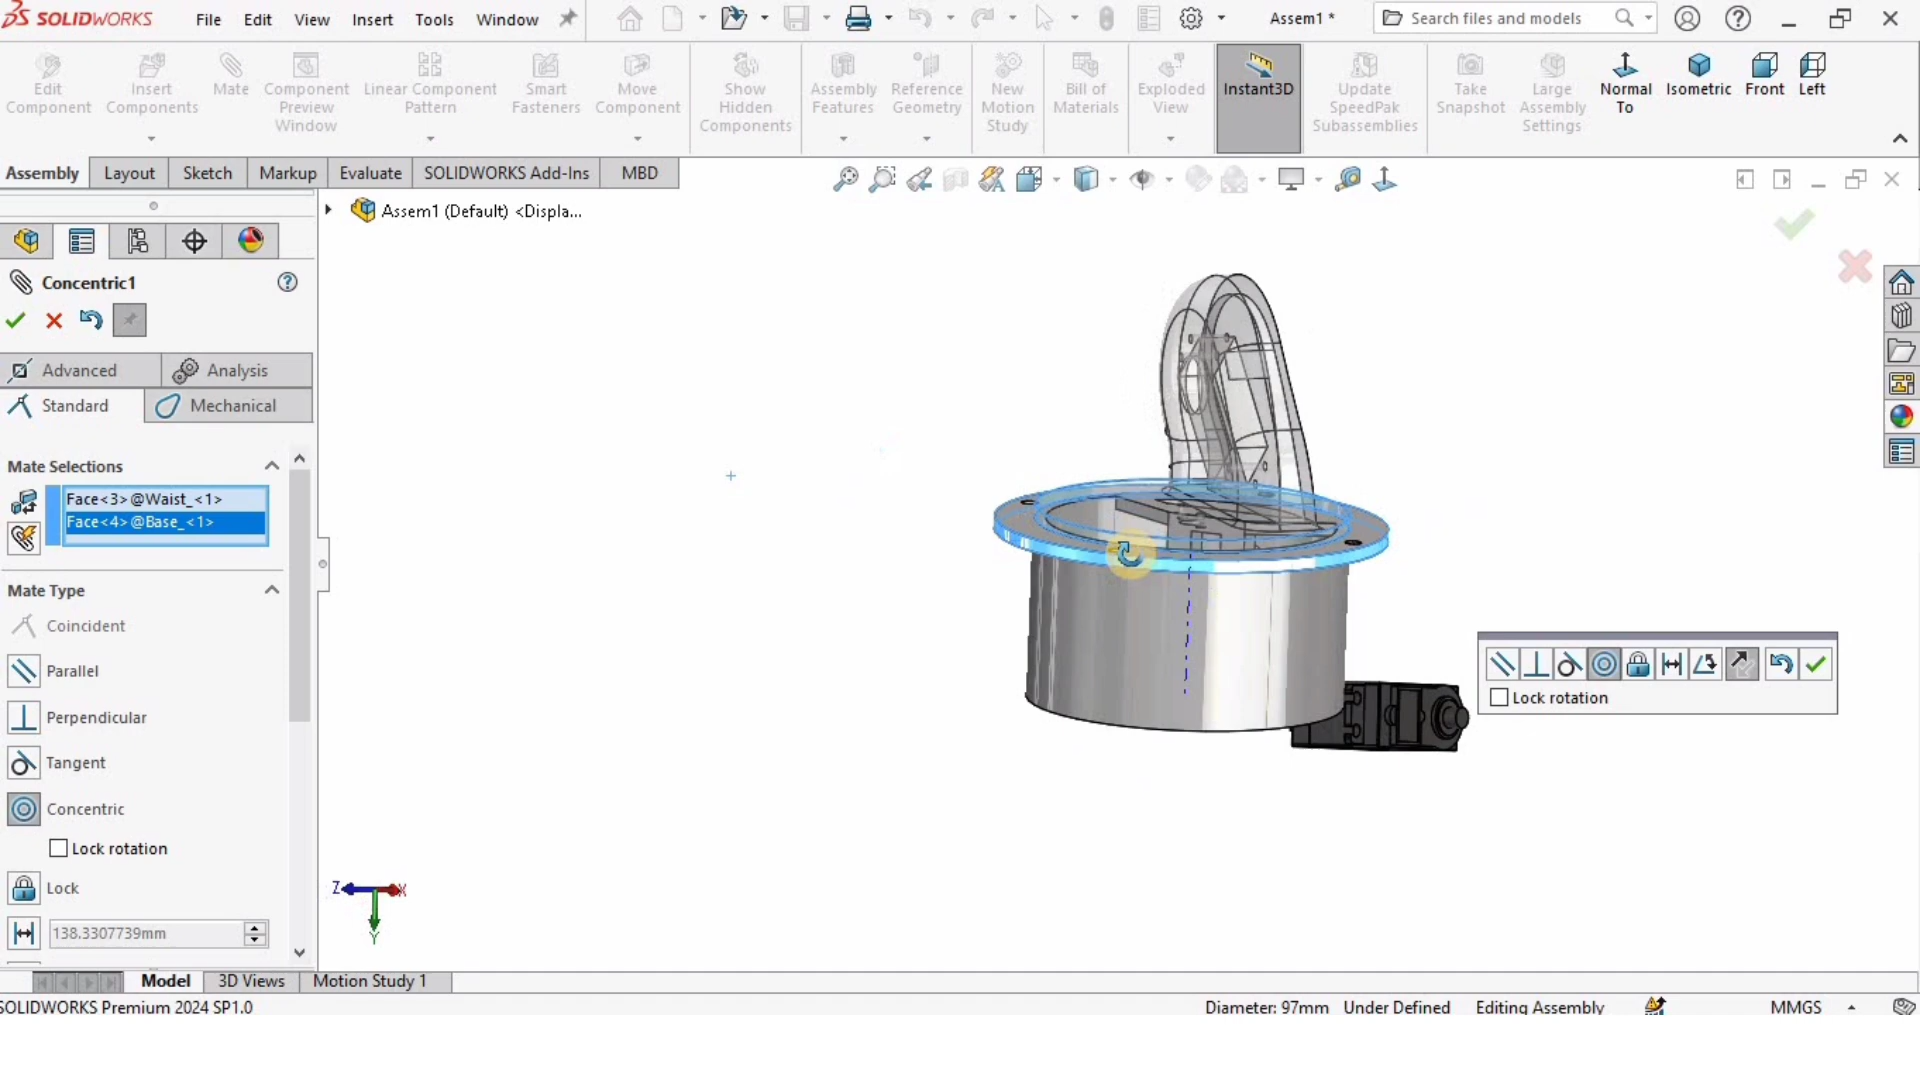 SOLIDWORKS File Edit View Insert Tools Window Assem1 * Search files and models
Edit Component
Insert Components
Mate
Component Preview Window
Linear Component Pattern
Smart Fasteners
Move Component
Show Hidden Components
Assembly Features
Reference Geometry
New Motion Study
Bill of Materials
Exploded View
Instant3D
Update SpeedPak Subassemblies
Take Snapshot
Large Assembly Settings
Normal To
Isometric
Front
Left
Assembly Layout Sketch Markup Evaluate SOLIDWORKS Add-Ins MBD
Assem1 (Default) <Displa...
Concentric1
Advanced Analysis
Standard Mechanical
Mate Selections
Face<3>@Waist_<1>
Face<4>@Base_<1>
Mate Type
Coincident
Parallel
Perpendicular
Tangent
Concentric
Lock rotation
Lock
138.3307739mm
Lock rotation
Z X
Y
Model 3D Views Motion Study 1
SOLIDWORKS Premium 2024 SP1.0 Diameter: 97mm Under Defined Editing Assembly MMGS